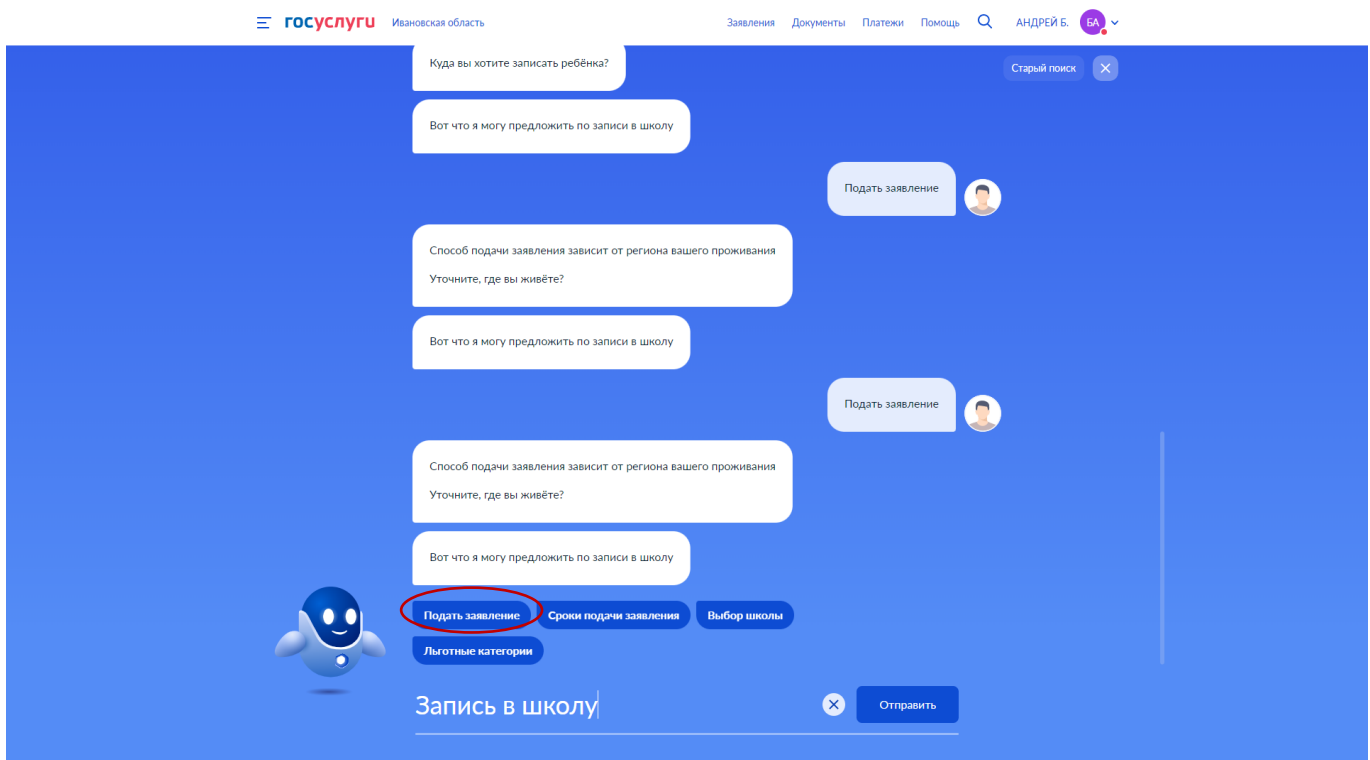 госуслуги Ивановская область Заявления Документы Платежи Помощь АНДРЕЙ Б. БА
Куда вы хотите записать ребёнка?
Старый поиск
Вот что я могу предложить по записи в школу
Подать заявление
Способ подачи заявления зависит от региона вашего проживания
Уточните, где вы живёте?
Вот что я могу предложить по записи в школу
Подать заявление
Способ подачи заявления зависит от региона вашего проживания
Уточните, где вы живёте?
Вот что я могу предложить по записи в школу
Подать заявление Сроки подачи заявления Выбор школы
Льготные категории
Запись в школу Отправить